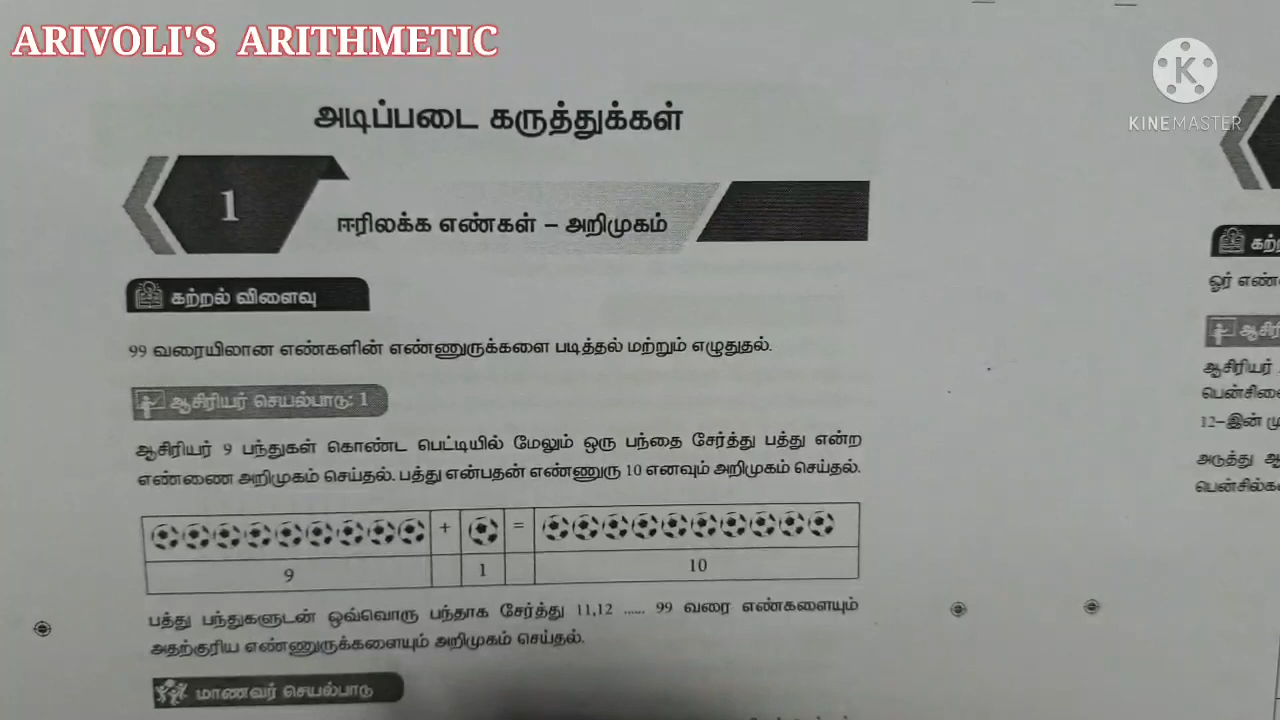 ARIVOLI'S ARITHMETIC
KINEMASTER
அடிப்படை கருத்துக்கள்
1
ஈரிலக்க எண்கள் – அறிமுகம்
கற்றல் விளைவு
99 வரையிலான எண்களின் எண்ணுருக்களை படித்தல் மற்றும் எழுதுதல்.
ஆசிரியர் செயல்பாடு: 1
ஆசிரியர் 9 பந்துகள் கொண்ட பெட்டியில் மேலும் ஒரு பந்தை சேர்த்து பத்து என்ற
எண்ணை அறிமுகம் செய்தல். பத்து என்பதன் எண்ணுரு 10 எனவும் அறிமுகம் செய்தல்.
+ =
9 1 10
பத்து பந்துகளுடன் ஒவ்வொரு பந்தாக சேர்த்து 11,12 ...... 99 வரை எண்களையும்
அதற்குரிய எண்ணுருக்களையும் அறிமுகம் செய்தல்.
மாணவர் செயல்பாடு
ஓர்
ஆசிரியர்
12–இன்
அடுத்து